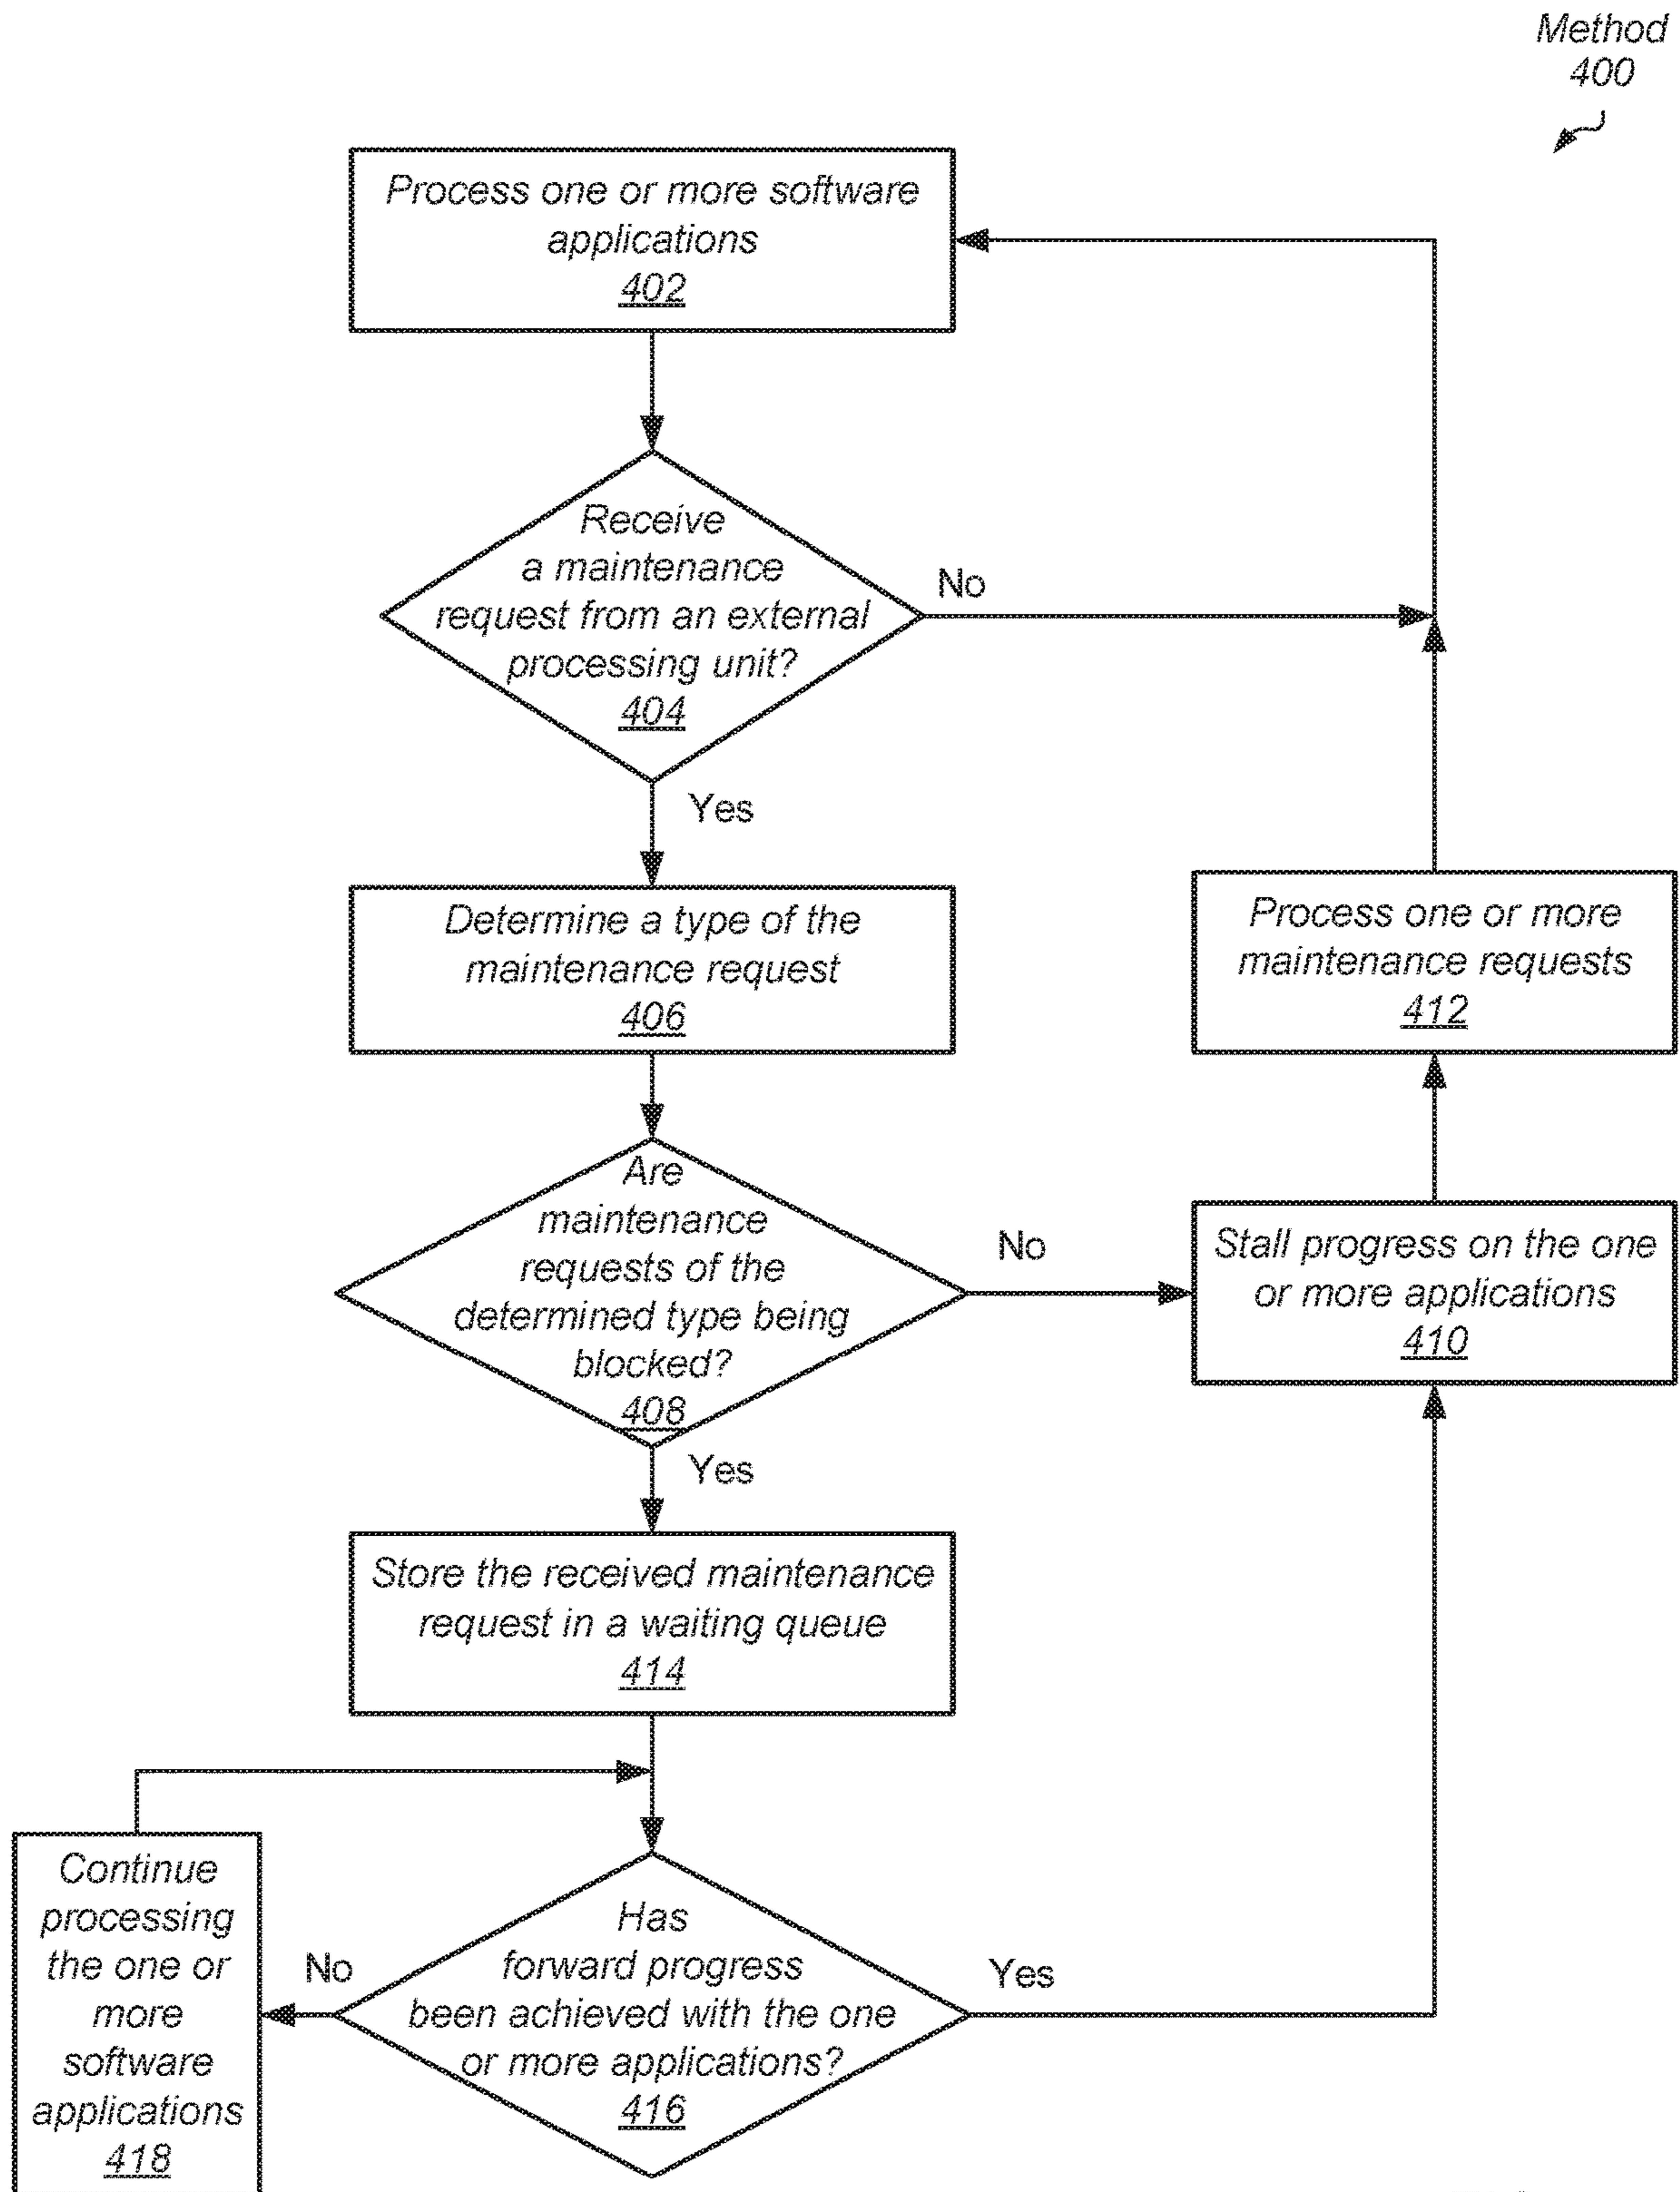 Method
400
Process one or more software
applications
402
Receive
a maintenance
request from an external
processing unit?
404
No
Yes
Determine a type of the
maintenance request
406
Process one or more
maintenance requests
412
Are
maintenance
requests of the
determined type being
blocked?
408
No
Stall progress on the one
or more applications
410
Yes
Store the received maintenance
request in a waiting queue
414
Continue
processing
the one or
more
software
applications
418
No
Has
forward progress
been achieved with the one
or more applications?
416
Yes